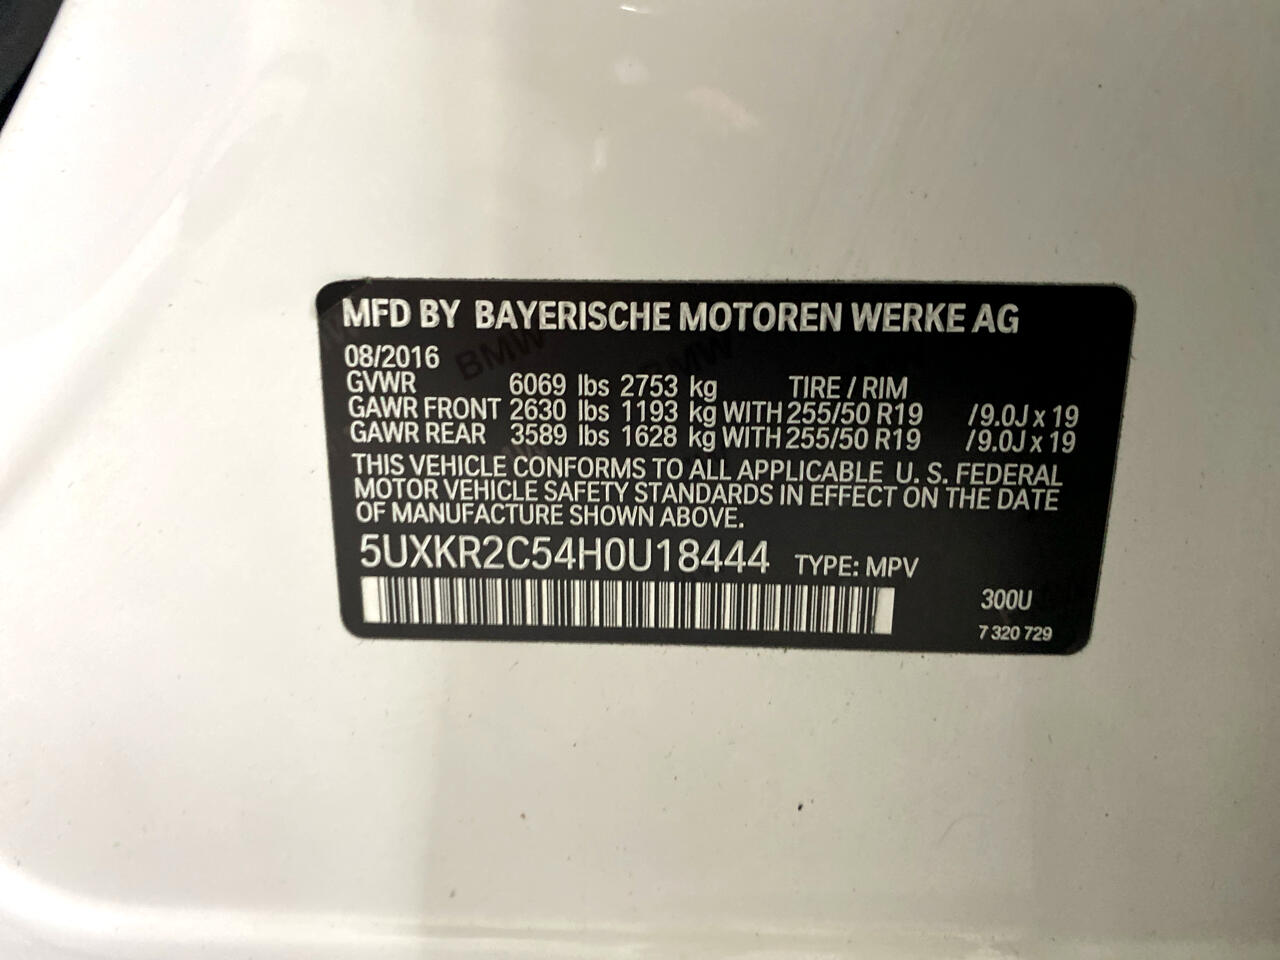 MFD BY BAYERISCHE MOTOREN WERKE AG
08/2016
GVWR 6069 lbs 2753 kg TIRE / RIM
GAWR FRONT 2630 lbs 1193 kg WITH 255/50 R19 /9.0J x 19
GAWR REAR 3589 lbs 1628 kg WITH 255/50 R19 /9.0J x 19
THIS VEHICLE CONFORMS TO ALL APPLICABLE U. S. FEDERAL
MOTOR VEHICLE SAFETY STANDARDS IN EFFECT ON THE DATE
OF MANUFACTURE SHOWN ABOVE.
5UXKR2C54H0U18444 TYPE: MPV
300U
7 320 729